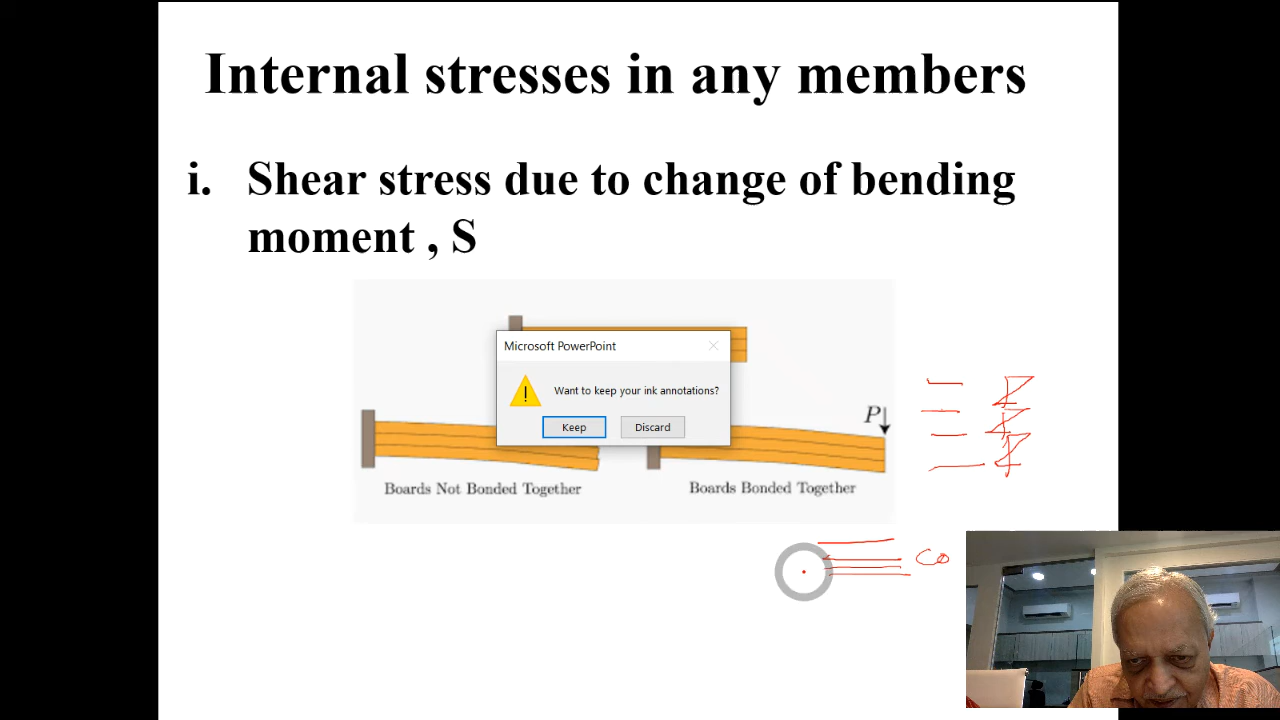 Internal stresses in any members
i. Shear stress due to change of bending
moment , S
Microsoft PowerPoint
Want to keep your ink annotations?
Keep Discard
P
Boards Not Bonded Together
Boards Bonded Together